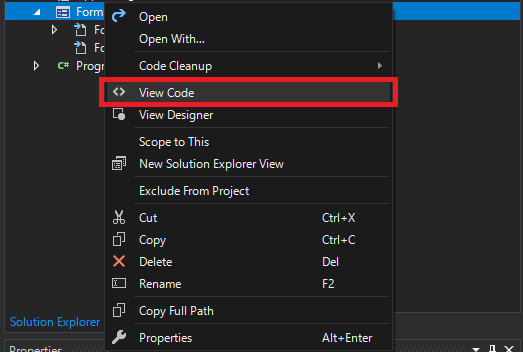 Form
Open
Open With...
Fo
Fo
Code Cleanup
C# Progr
View Code
View Designer
Scope to This
New Solution Explorer View
Exclude From Project
Cut Ctrl+X
Copy Ctrl+C
Delete Del
Rename F2
Copy Full Path
Solution Explorer
Properties Alt+Enter
Properties